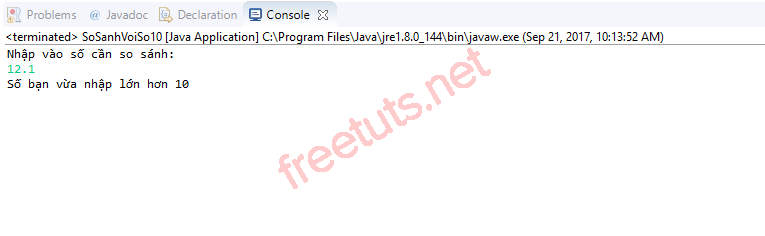 Problems @ Javadoc Declaration Console
<terminated> SoSanhVoiSo10 [Java Application] C:\Program Files\Java\jre1.8.0_144\bin\javaw.exe (Sep 21, 2017, 10:13:52 AM)
Nhập vào số cần so sánh:
12.1
Số bạn vừa nhập lớn hơn 10
freetuts.net